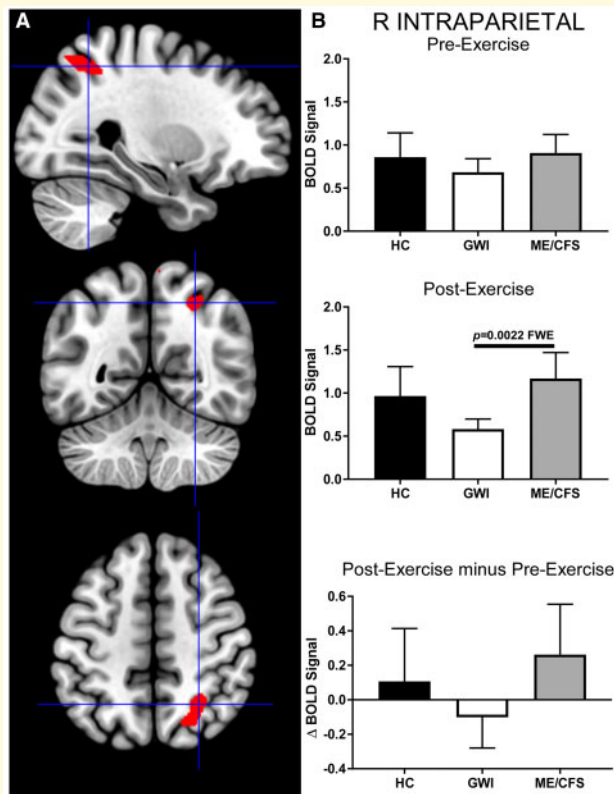 A
B
R INTRAPARIETAL
Pre-Exercise
BOLD Signal
2.0
1.5
1.0
0.5
0.0
HC
GWI
ME/CFS
Post-Exercise
BOLD Signal
2.0
1.5
1.0
0.5
0.0
p=0.0022 FWE
HC
GWI
ME/CFS
Post-Exercise minus Pre-Exercise
Δ BOLD Signal
0.6
0.4
0.2
0.0
-0.2
-0.4
HC
GWI
ME/CFS